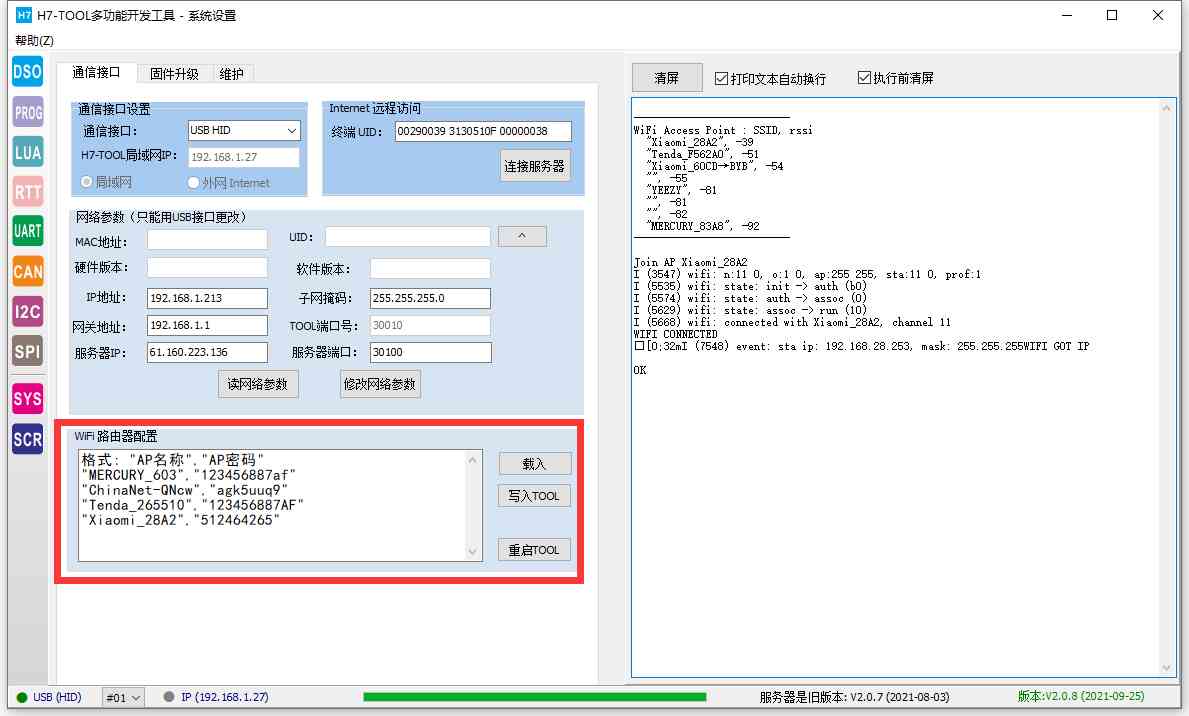 H7 H7-TOOL多功能开发工具 - 系统设置
帮助(Z)
DSO
PROG
LUA
RTT
UART
CAN
I2C
SPI
SYS
SCR
通信接口 固件升级 维护
通信接口设置
通信接口: USB HID
H7-TOOL局域网IP: 192.168.1.27
局域网 外网 Internet
Internet 远程访问
终端 UID: 00290039 3130510F 00000038
连接服务器
网络参数（只能用USB接口更改）
MAC地址: UID: ^
硬件版本: 软件版本:
IP地址: 192.168.1.213 子网掩码: 255.255.255.0
网关地址: 192.168.1.1 TOOL端口号: 30010
服务器IP: 61.160.223.136 服务器端口: 30100
读网络参数 修改网络参数
WiFi 路由器配置
格式: "AP名称","AP密码"
"MERCURY_603","123456887af"
"ChinaNet-QNcw","agk5uuq9"
"Tenda_265510","123456887AF"
"Xiaomi_28A2","512464265"
载入
写入TOOL
重启TOOL
清屏 打印文本自动换行 执行前清屏
WiFi Access Point : SSID, rssi
"Xiaomi_28A2", -39
"Tenda_F562A0", -51
"Xiaomi_60CD→BYB", -54
"", -55
"YEEZY", -81
"", -81
"", -82
"MERCURY_83A8", -92
Join AP Xiaomi_28A2
I (3547) wifi: n:11 0, o:1 0, ap:255 255, sta:11 0, prof:1
I (5535) wifi: state: init -> auth (b0)
I (5574) wifi: state: auth -> assoc (0)
I (5629) wifi: state: assoc -> run (10)
I (5668) wifi: connected with Xiaomi_28A2, channel 11
WIFI CONNECTED
□[0;32mI (7548) event: sta ip: 192.168.28.253, mask: 255.255.255WIFI GOT IP
OK
USB (HID) #01 IP (192.168.1.27) 服务器是旧版本: V2.0.7 (2021-08-03) 版本:V2.0.8 (2021-09-25)